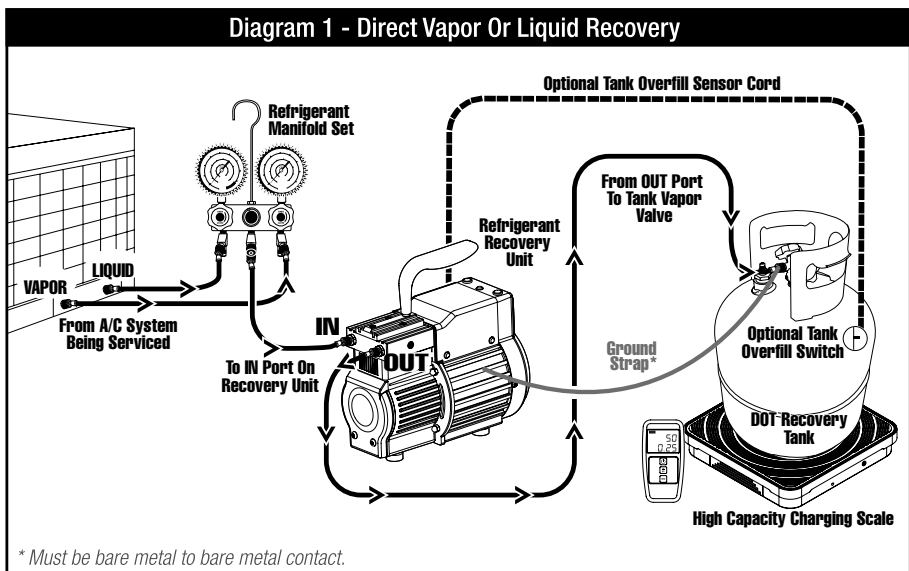 Diagram 1 - Direct Vapor Or Liquid Recovery
Optional Tank Overfill Sensor Cord
Refrigerant
Manifold Set
From OUT Port
To Tank Vapor
Valve
Refrigerant
Recovery
Unit
LIQUID
VAPOR
From A/C System
Being Serviced
IN
OUT
To IN Port On
Recovery Unit
Ground
Strap*
Optional Tank
Overfill Switch
DOT Recovery
Tank
50
0.25
High Capacity Charging Scale
* Must be bare metal to bare metal contact.